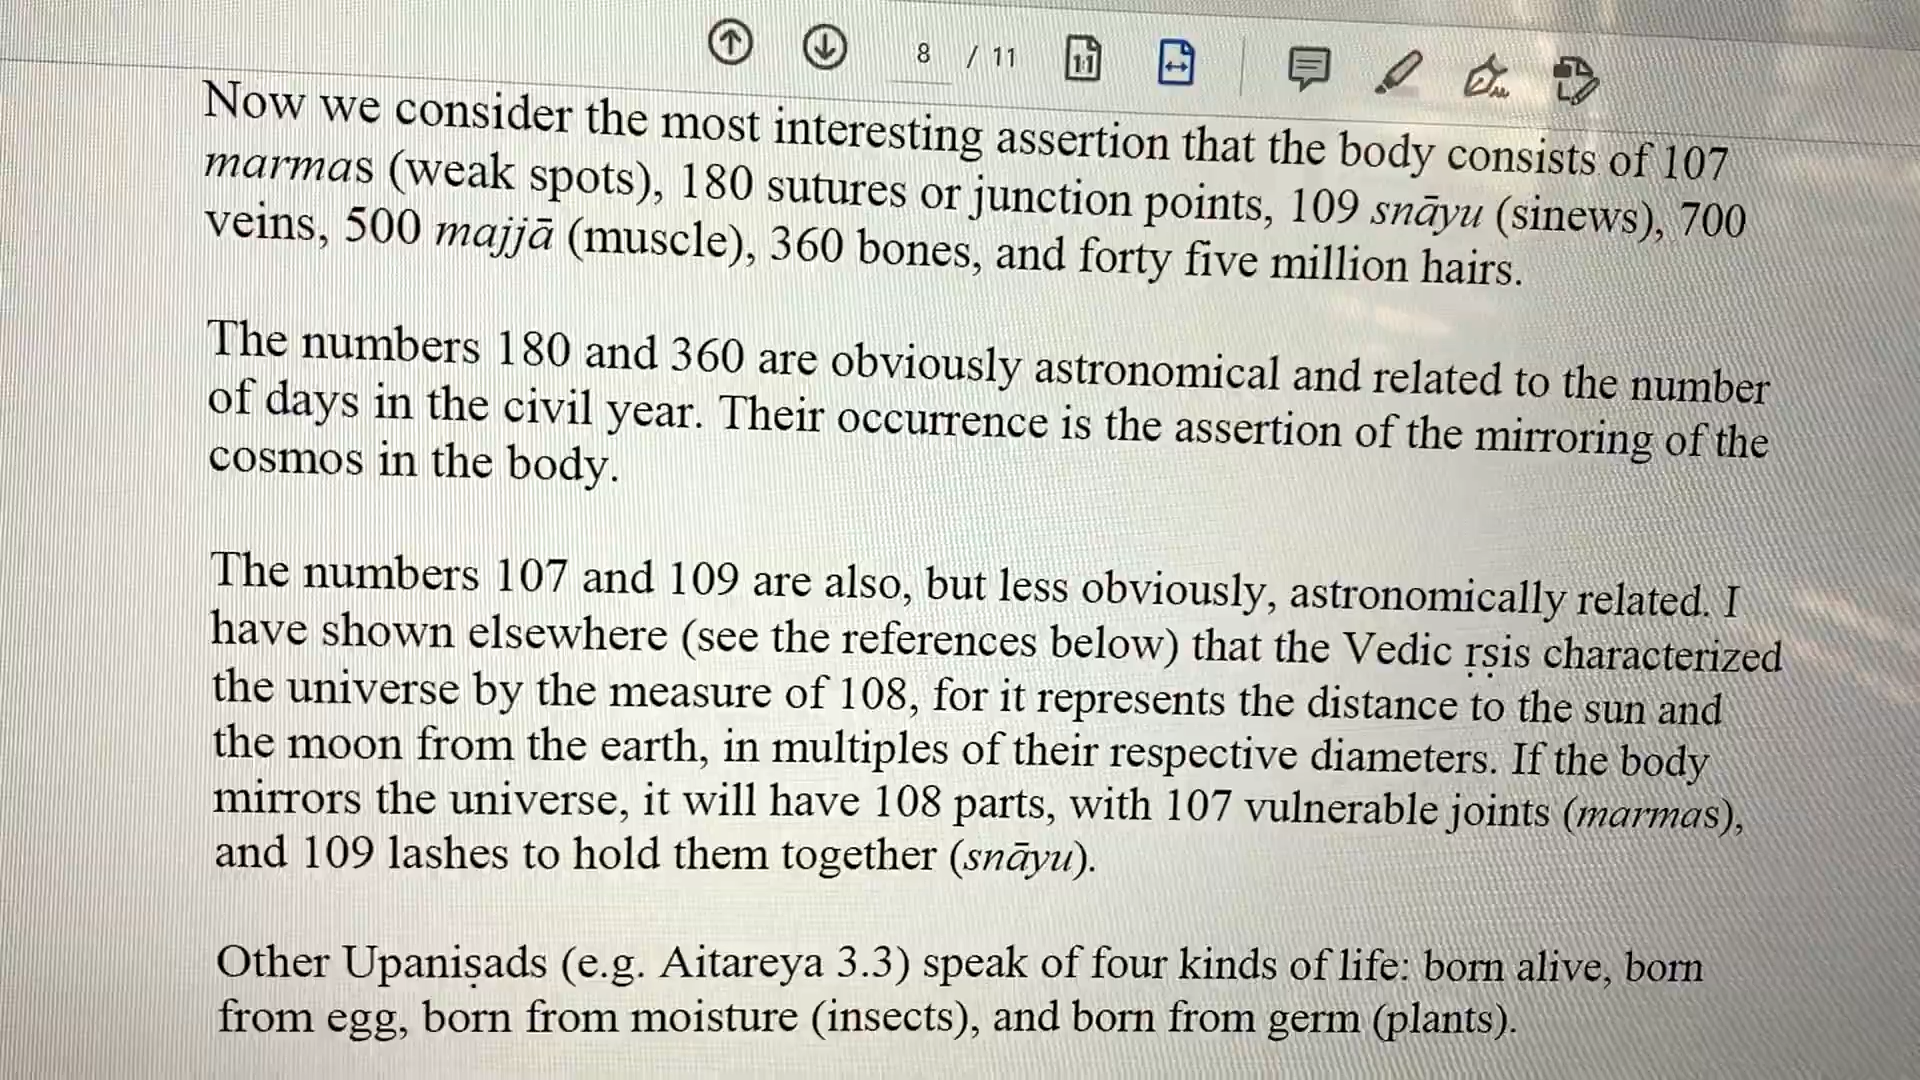 8 / 11
1:1
Now we consider the most interesting assertion that the body consists of 107
marmas (weak spots), 180 sutures or junction points, 109 snāyu (sinews), 700
veins, 500 majjā (muscle), 360 bones, and forty five million hairs.
The numbers 180 and 360 are obviously astronomical and related to the number
of days in the civil year. Their occurrence is the assertion of the mirroring of the
cosmos in the body.
The numbers 107 and 109 are also, but less obviously, astronomically related. I
have shown elsewhere (see the references below) that the Vedic ṛṣis characterized
the universe by the measure of 108, for it represents the distance to the sun and
the moon from the earth, in multiples of their respective diameters. If the body
mirrors the universe, it will have 108 parts, with 107 vulnerable joints (marmas),
and 109 lashes to hold them together (snāyu).
Other Upaniṣads (e.g. Aitareya 3.3) speak of four kinds of life: born alive, born
from egg, born from moisture (insects), and born from germ (plants).